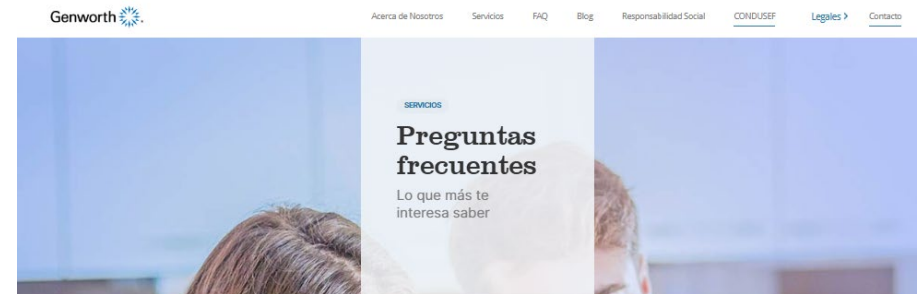 Genworth
Acerca de Nosotros Servicios FAQ Blog Responsabilidad Social CONDUSEF Legales > Contacto
SERVICIOS
Preguntas
frecuentes
Lo que más te
interesa saber